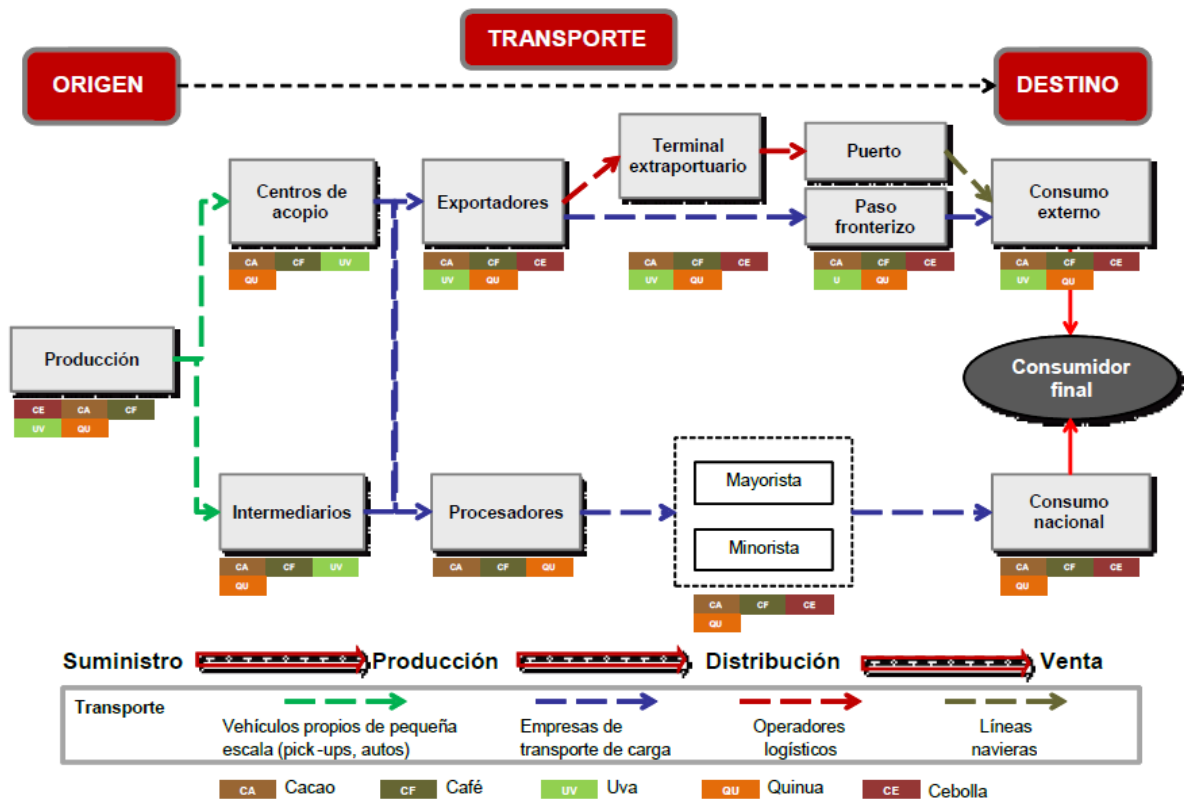 TRANSPORTE
ORIGEN
DESTINO
Terminal
extraportuario
Puerto
Centros de
acopio
Exportadores
Paso
fronterizo
Consumo
externo
CA CF UV
QU
CA CF CE
UV QU
CA CF CE
UV QU
CA CF CE
U QU
CA CF CE
UV QU
Producción
CE CA CF
UV QU
Consumidor
final
Intermediarios
Procesadores
Mayorista
Minorista
Consumo
nacional
CA CF UV
QU
CA CF QU
CA CF CE
QU
CA CF CE
QU
Suministro Producción Distribución Venta
Transporte
Vehículos propios de pequeña
escala (pick-ups, autos)
Empresas de
transporte de carga
Operadores
logísticos
Líneas
navieras
CA Cacao CF Café UV Uva QU Quinua CE Cebolla